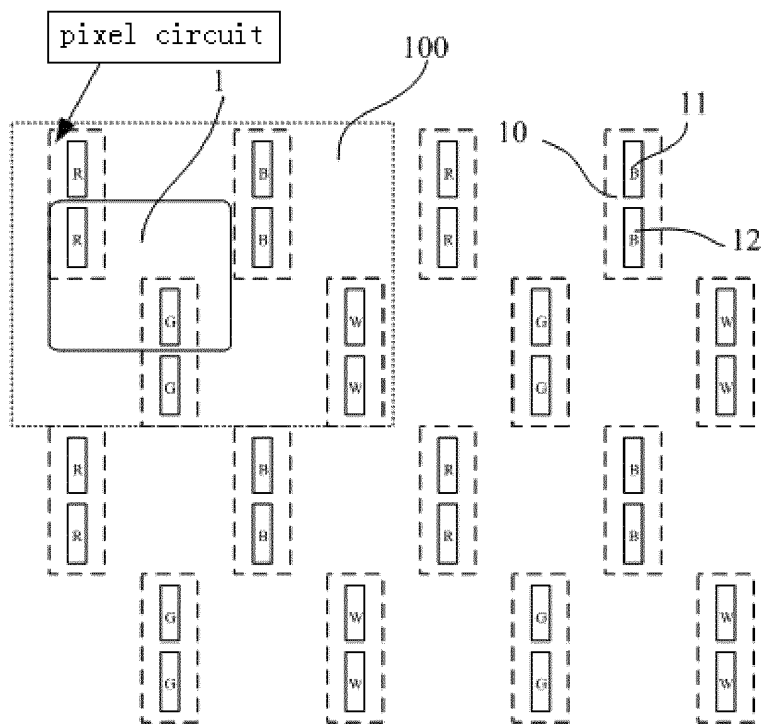 pixel circuit
1
100
10
11
12
R B R B
R B R B
G W G W
G W G W
R B R B
R B R B
G W G W
G W G W